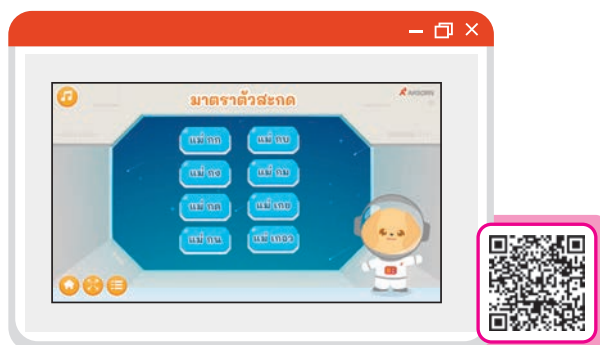 มาตราตัวสะกด
AKSORN
แม่ กก
แม่ กบ
แม่ กง
แม่ กม
แม่ กด
แม่ เกย
แม่ กน
แม่ เกอว